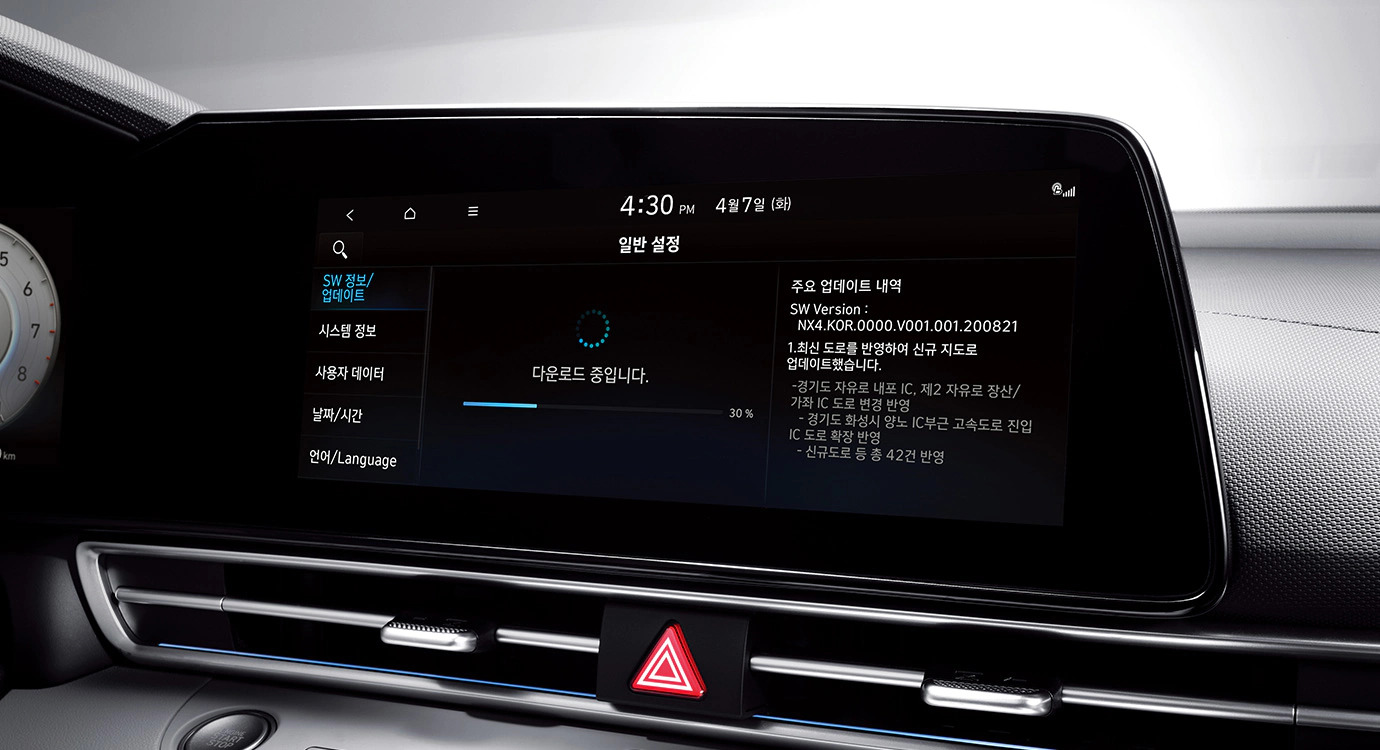 4:30 PM 4월 7일 (화)
일반 설정
SW 정보/
업데이트
시스템 정보
사용자 데이터
날짜/시간
언어/Language
다운로드 중입니다.
30 %
주요 업데이트 내역
SW Version :
NX4.KOR.0000.V001.001.200821
1.최신 도로를 반영하여 신규 지도로
업데이트했습니다.
-경기도 자유로 내포 IC, 제2 자유로 장산/
가좌 IC 도로 변경 반영
- 경기도 화성시 양노 IC부근 고속도로 진입
IC 도로 확장 반영
- 신규도로 등 총 42건 반영
5
6
7
8
km
START
STOP